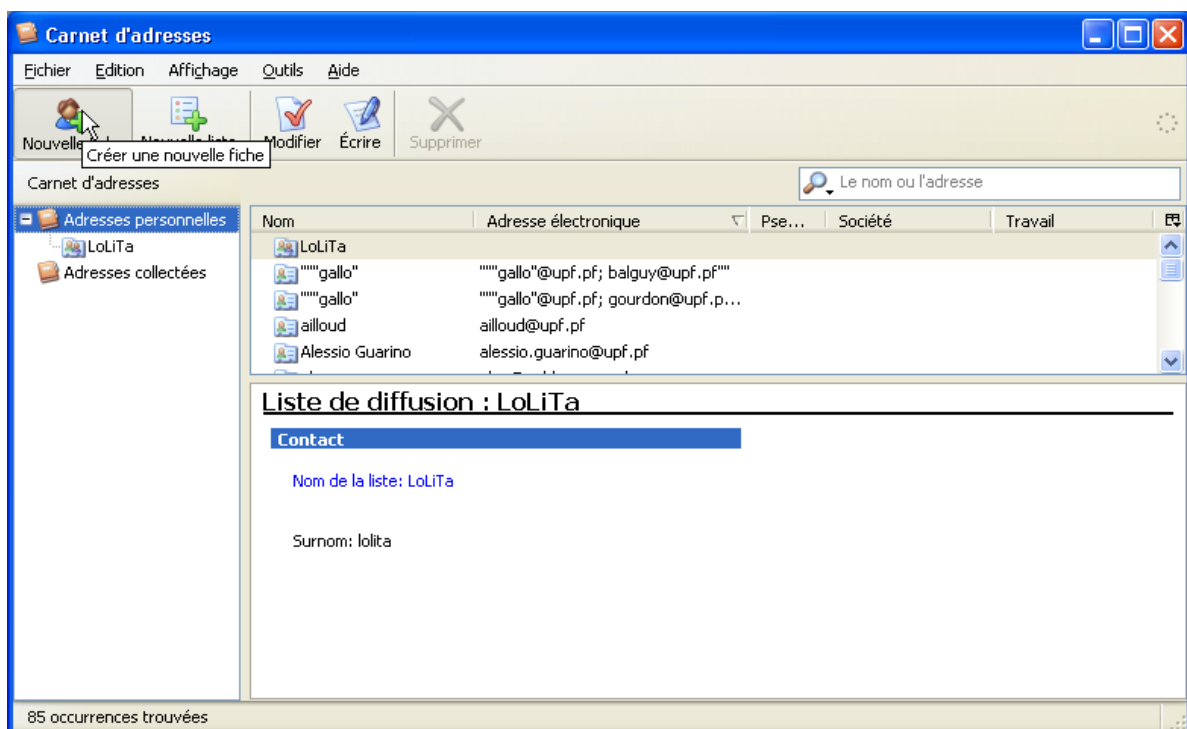 Carnet d'adresses
Fichier Edition Affichage Outils Aide
Nouvelle Modifier Écrire Supprimer
Créer une nouvelle fiche
Carnet d'adresses Le nom ou l'adresse
Adresses personnelles
LoLiTa
Adresses collectées
Nom Adresse électronique Pse... Société Travail
LoLiTa
"""gallo" """gallo"@upf.pf; balguy@upf.pf""
"""gallo" """gallo"@upf.pf; gourdon@upf.p...
ailloud ailloud@upf.pf
Alessio Guarino alessio.guarino@upf.pf
Liste de diffusion : LoLiTa
Contact
Nom de la liste: LoLiTa
Surnom: lolita
85 occurrences trouvées